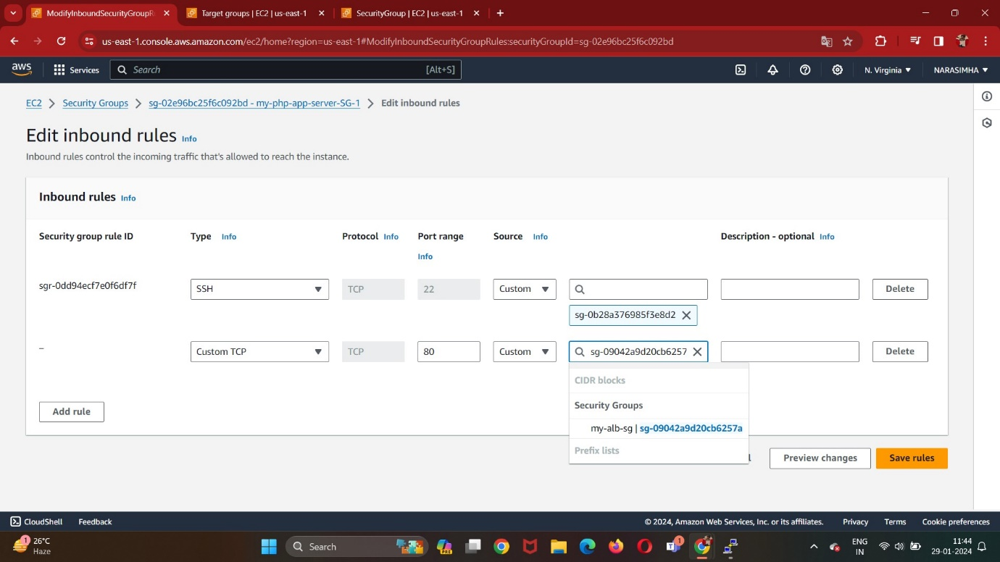 ModifyInboundSecurityGroupR
Target groups | EC2 | us-east-1
SecurityGroup | EC2 | us-east-1
us-east-1.console.aws.amazon.com/ec2/home?region=us-east-1#ModifyInboundSecurityGroupRules:securityGroupId=sg-02e96bc25f6c092bd
aws
Services
Search
[Alt+S]
N. Virginia
NARASIMHA
EC2 > Security Groups > sg-02e96bc25f6c092bd - my-php-app-server-SG-1 > Edit inbound rules
Edit inbound rules Info
Inbound rules control the incoming traffic that's allowed to reach the instance.
Inbound rules Info
Security group rule ID
Type Info
Protocol Info
Port range
Info
Source Info
Description - optional Info
sgr-0dd94ecf7e0f6df7f
SSH
TCP
22
Custom
Delete
sg-0b28a376985f3e8d2
–
Custom TCP
TCP
80
Custom
sg-09042a9d20cb6257
Delete
CIDR blocks
Security Groups
my-alb-sg | sg-09042a9d20cb6257a
Prefix lists
Add rule
Preview changes
Save rules
CloudShell
Feedback
© 2024, Amazon Web Services, Inc. or its affiliates.
Privacy
Terms
Cookie preferences
1
26°C
Haze
Search
PRE
1
ENG
IN
11:44
29-01-2024